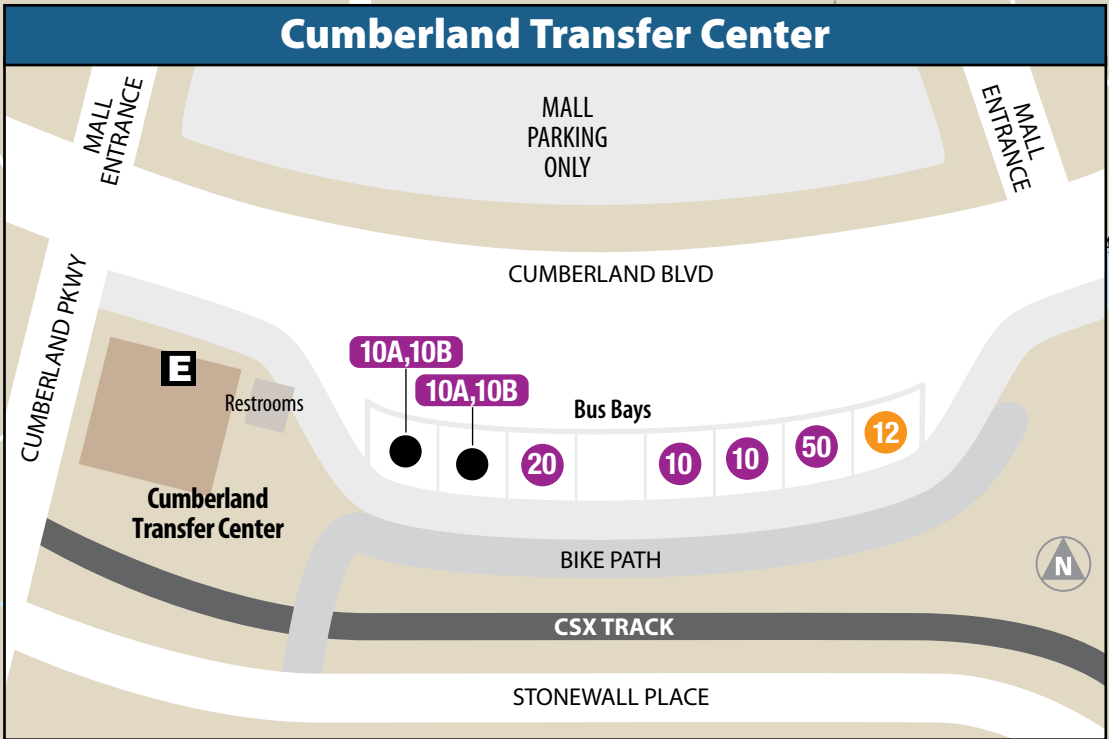 Cumberland Transfer Center
MALL
ENTRANCE
MALL
PARKING
ONLY
MALL
ENTRANCE
CUMBERLAND BLVD
CUMBERLAND PKWY
E
Restrooms
10A,10B
10A,10B
Bus Bays
20
10
10
50
12
Cumberland
Transfer Center
BIKE PATH
N
CSX TRACK
STONEWALL PLACE